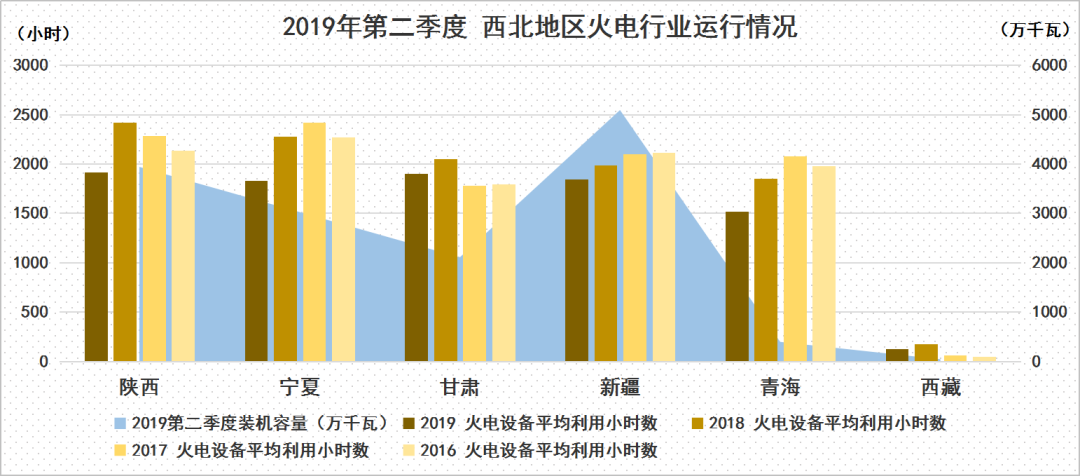 2019年第二季度 西北地区火电行业运行情况
（小时） （万千瓦）
3000 6000
2500 5000
2000 4000
1500 3000
1000 2000
500 1000
0 0
陕西 宁夏 甘肃 新疆 青海 西藏
2019第二季度装机容量（万千瓦） 2019 火电设备平均利用小时数 2018 火电设备平均利用小时数
2017 火电设备平均利用小时数 2016 火电设备平均利用小时数